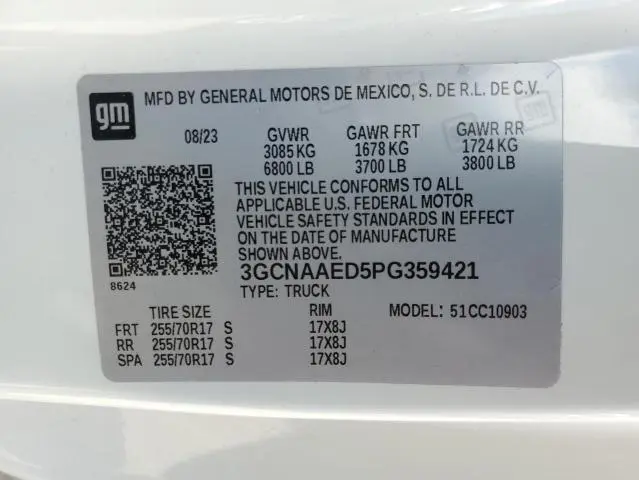 gm MFD BY GENERAL MOTORS DE MEXICO, S. DE R.L. DE C.V.
08/23 GVWR GAWR FRT GAWR RR
3085 KG 1678 KG 1724 KG
6800 LB 3700 LB 3800 LB
THIS VEHICLE CONFORMS TO ALL
APPLICABLE U.S. FEDERAL MOTOR
VEHICLE SAFETY STANDARDS IN EFFECT
ON THE DATE OF MANUFACTURE
SHOWN ABOVE.
3GCNAAED5PG359421
8624
TYPE: TRUCK
TIRE SIZE RIM MODEL: 51CC10903
FRT 255/70R17 S 17X8J
RR 255/70R17 S 17X8J
SPA 255/70R17 S 17X8J